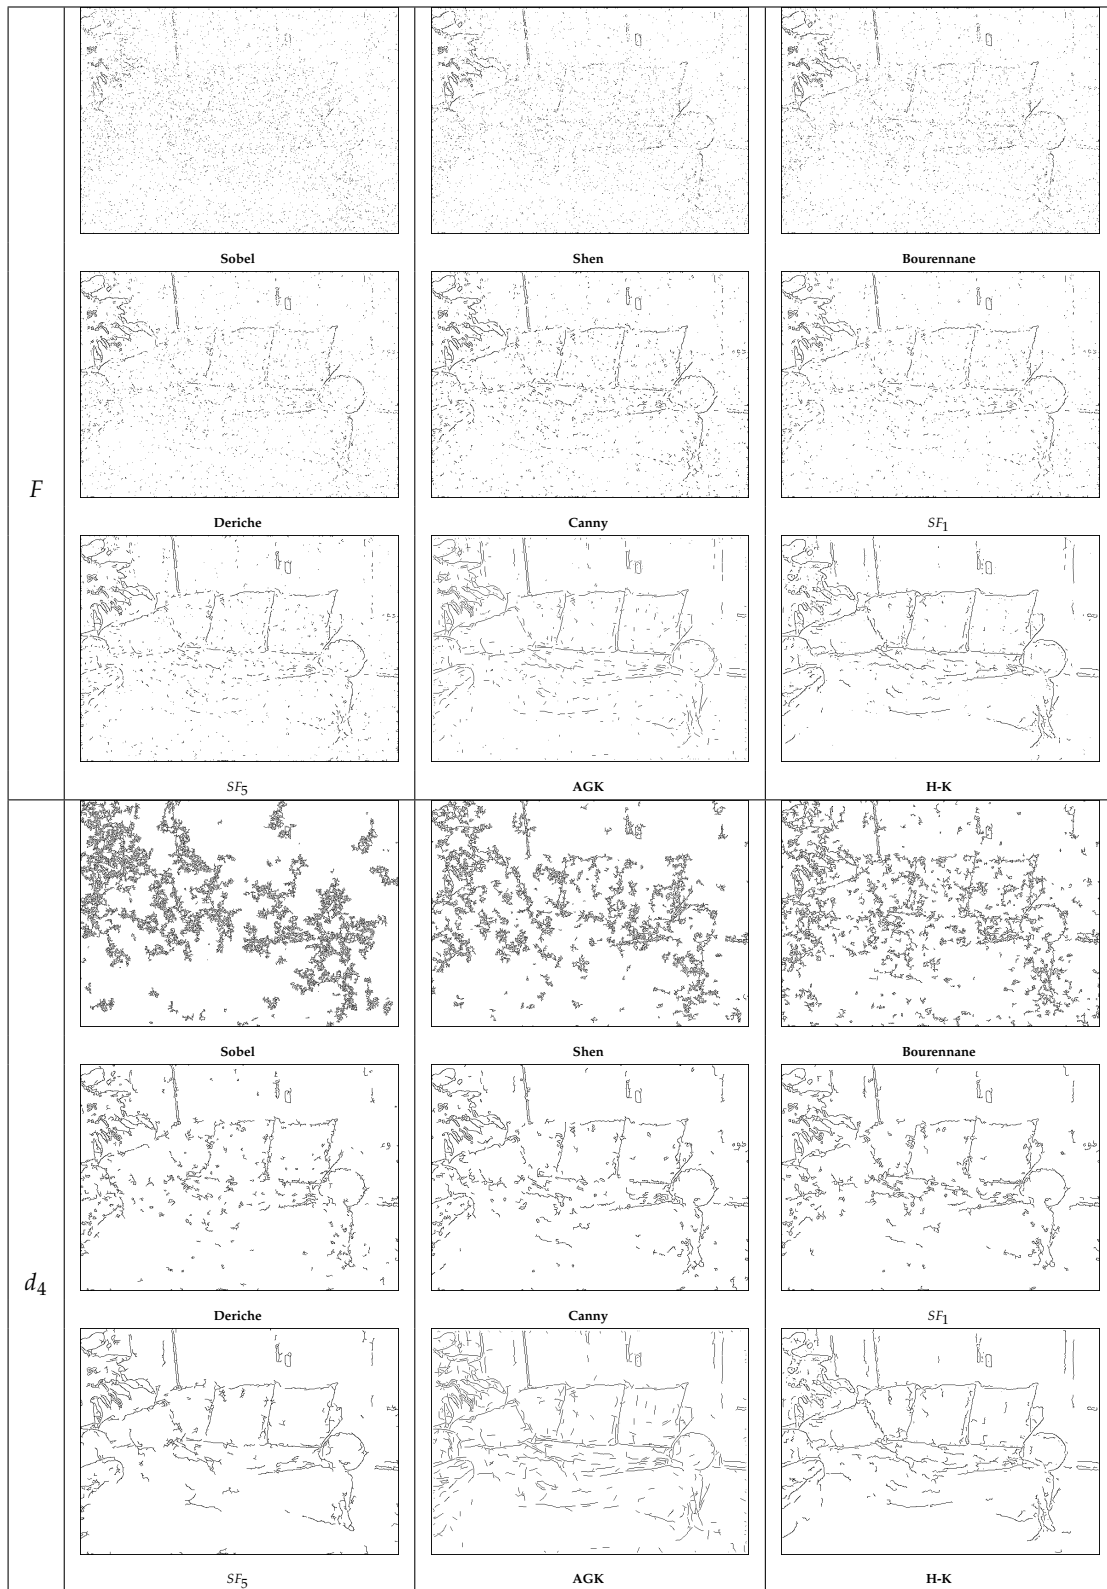 Sobel Shen Bourennane
Deriche Canny SF1
F
SF5 AGK H-K
Sobel Shen Bourennane
Deriche Canny SF1
d4
SF5 AGK H-K